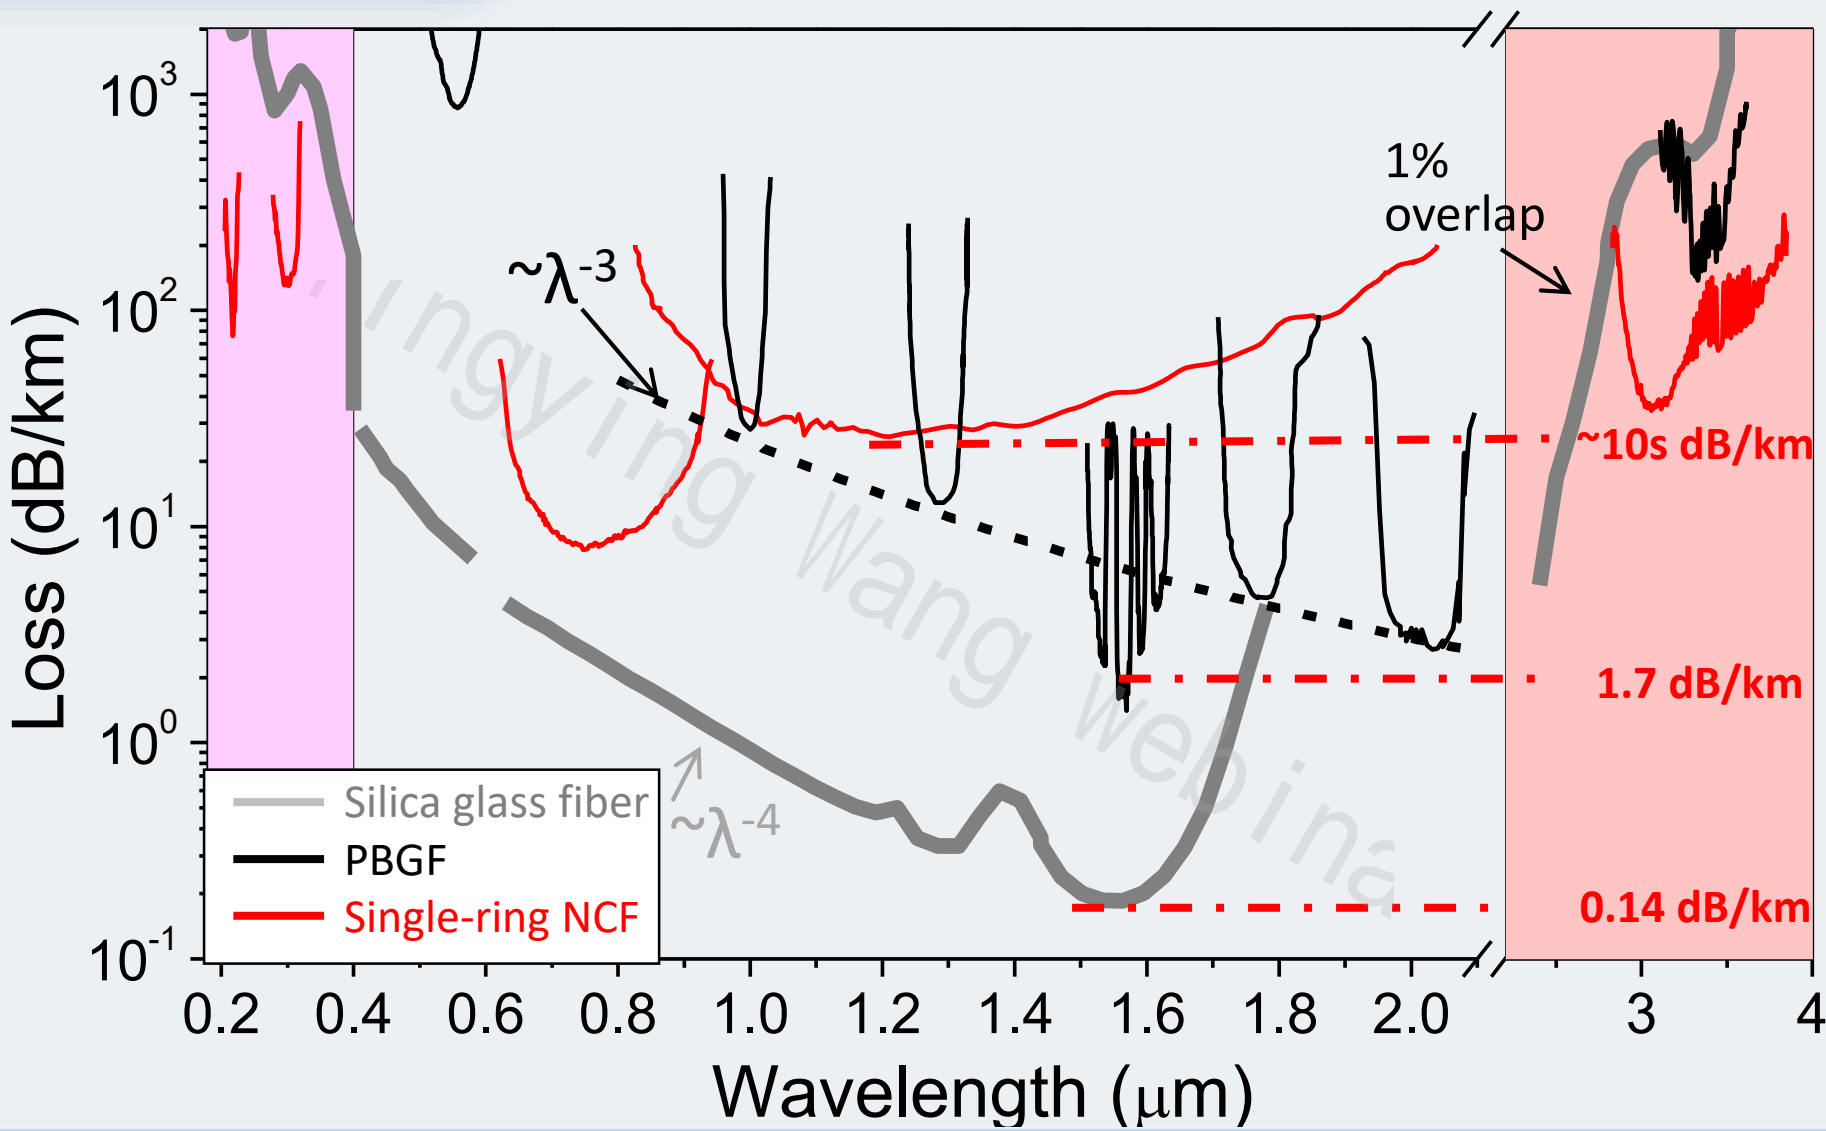 10³
10²
10¹
10⁰
10⁻¹
Loss (dB/km)
~λ⁻³
1%
overlap
~10s dB/km
1.7 dB/km
0.14 dB/km
~λ⁻⁴
Silica glass fiber
PBGF
Single-ring NCF
0.2 0.4 0.6 0.8 1.0 1.2 1.4 1.6 1.8 2.0 3 4
Wavelength (μm)
ingying Wang webina